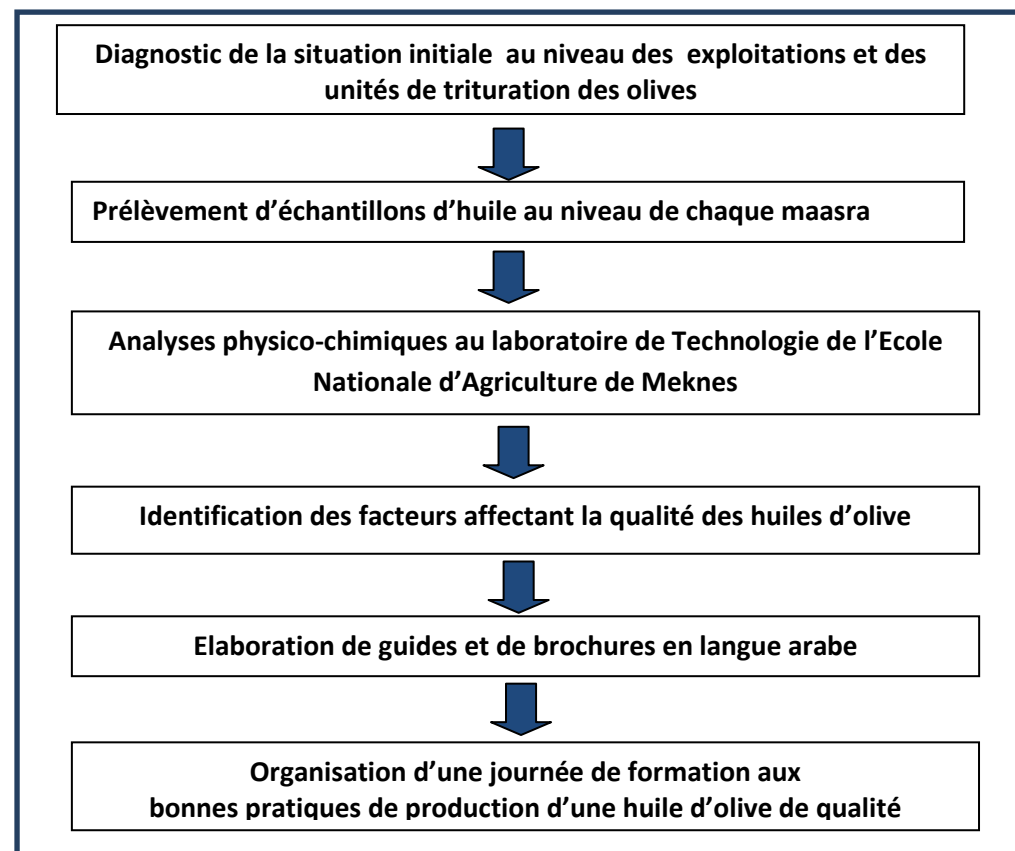 Diagnostic de la situation initiale au niveau des exploitations et des
unités de trituration des olives
Prélèvement d’échantillons d’huile au niveau de chaque maasra
Analyses physico-chimiques au laboratoire de Technologie de l’Ecole
Nationale d’Agriculture de Meknes
Identification des facteurs affectant la qualité des huiles d’olive
Elaboration de guides et de brochures en langue arabe
Organisation d’une journée de formation aux
bonnes pratiques de production d’une huile d’olive de qualité